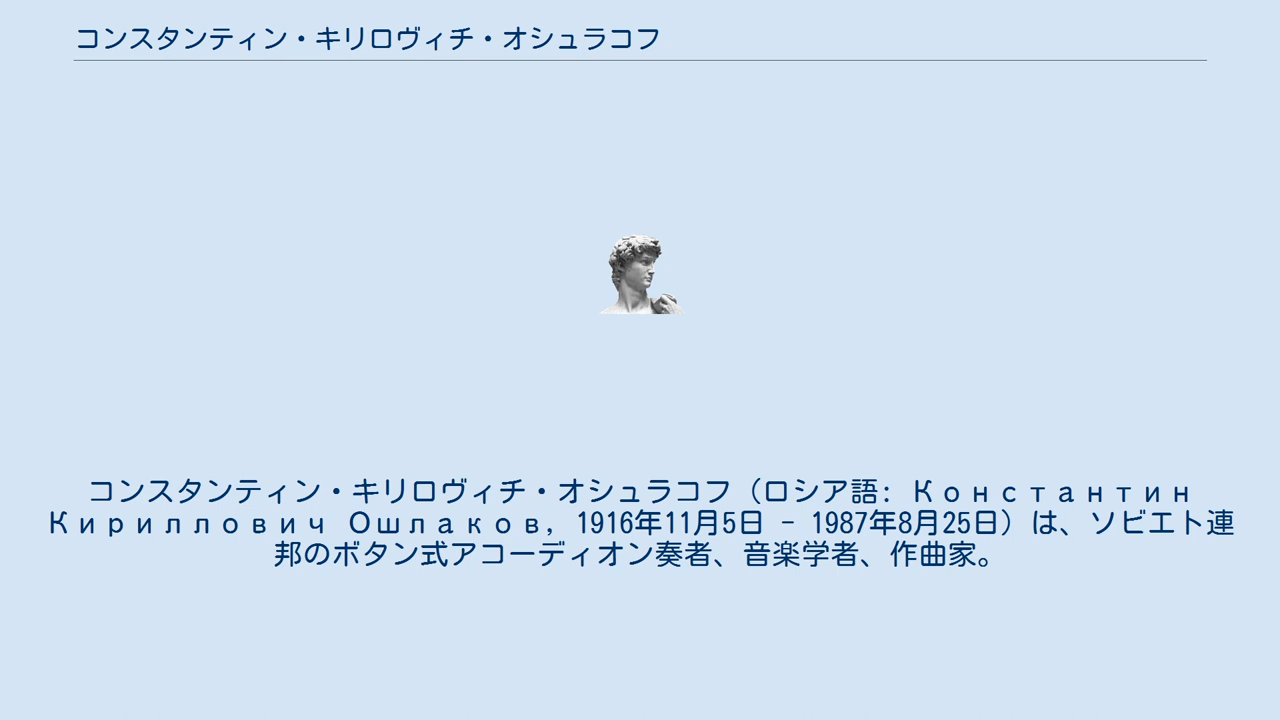 コンスタンティン・キリロヴィチ・オシュラコフ
コンスタンティン・キリロヴィチ・オシュラコフ（ロシア語: Константин
Кириллович Ошлаков, 1916年11月5日 - 1987年8月25日）は、ソビエト連
邦のボタン式アコーディオン奏者、音楽学者、作曲家。